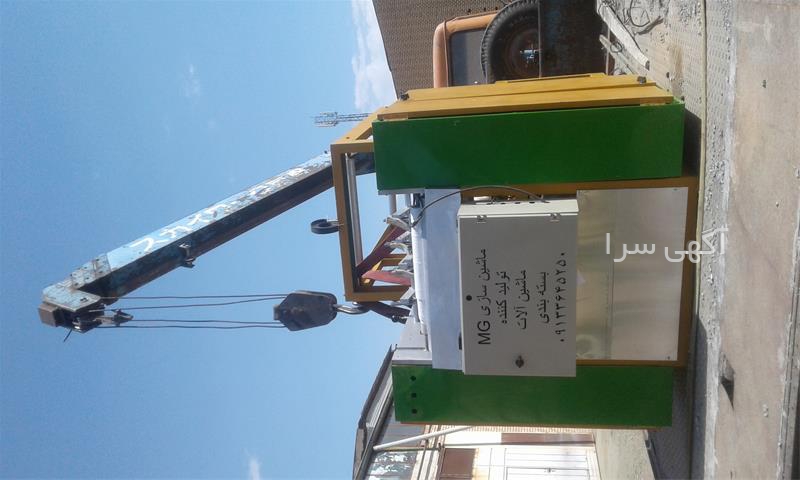 ماشین سازی MG
تولید کننده
ماشین آلات
بسته بندی
۰۹۱۳۳۶۴۵۲۵۰
آگهی سرا